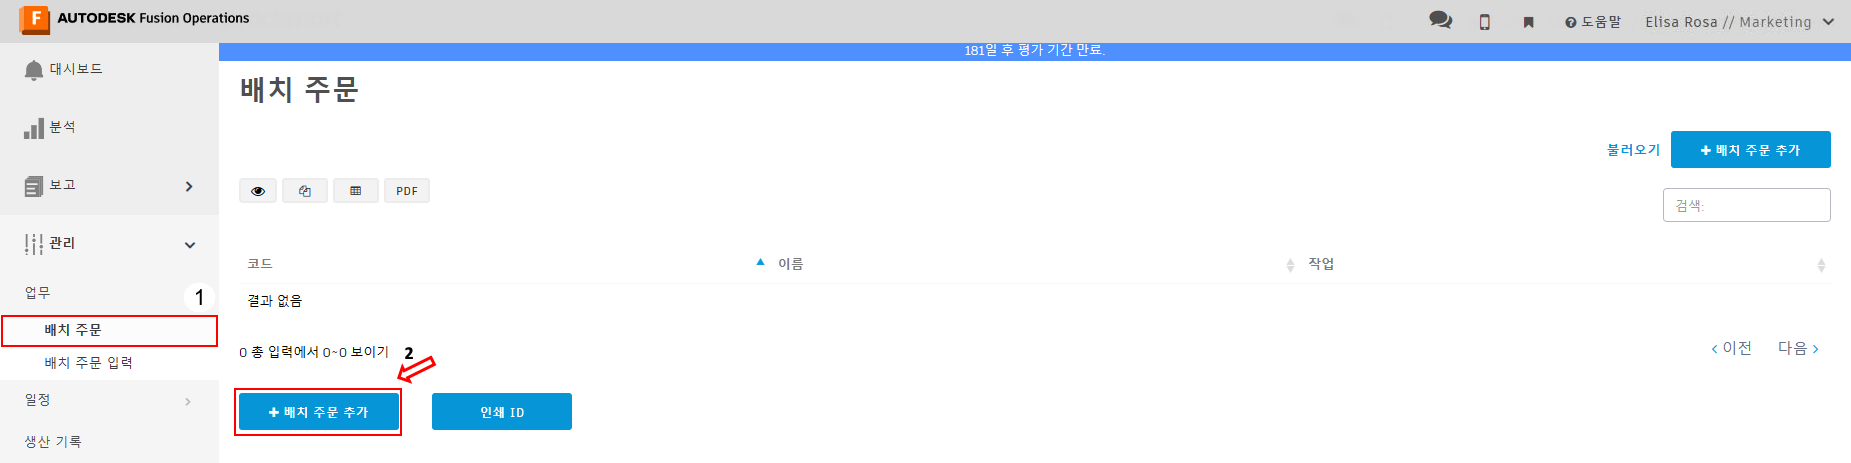 AUTODESK Fusion Operations
도움말
Elisa Rosa // Marketing
181일 후 평가 기간 만료.
대시보드
분석
보고
관리
업무
1
배치 주문
배치 주문 입력
일정
생산 기록
배치 주문
불러오기
+ 배치 주문 추가
PDF
검색:
코드
이름
작업
결과 없음
0 총 입력에서 0~0 보이기
2
‹ 이전
다음 ›
+ 배치 주문 추가
인쇄 ID